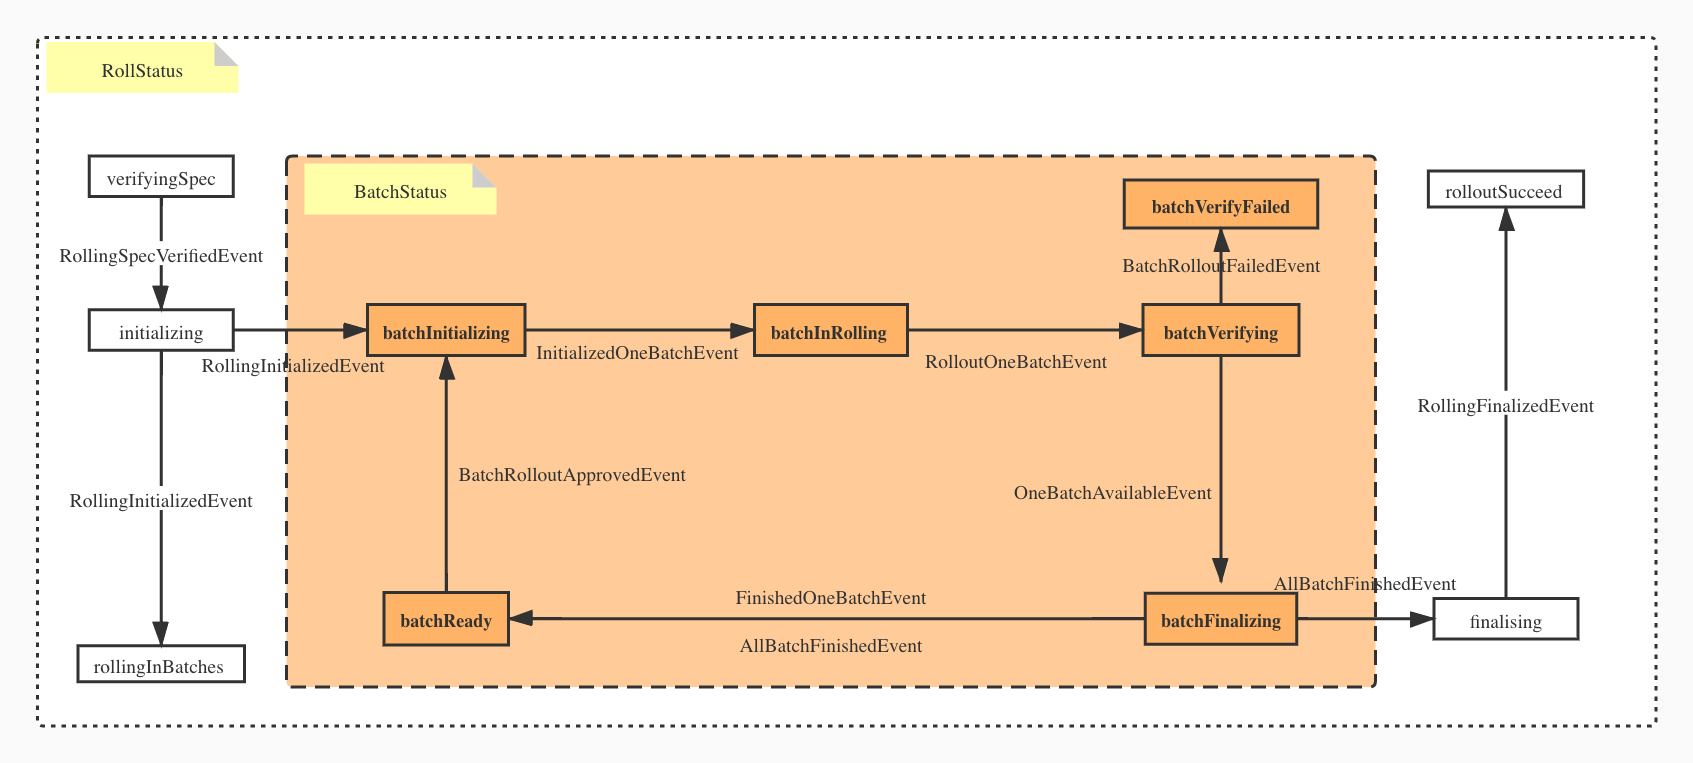 RollStatus
verifyingSpec
BatchStatus
batchVerifyFailed
rolloutSucceed
RollingSpecVerifiedEvent
BatchRolloutFailedEvent
initializing
batchInitializing
batchInRolling
batchVerifying
RollingInitializedEvent
InitializedOneBatchEvent
RolloutOneBatchEvent
RollingFinalizedEvent
BatchRolloutApprovedEvent
OneBatchAvailableEvent
RollingInitializedEvent
AllBatchFinishedEvent
FinishedOneBatchEvent
batchReady
batchFinalizing
finalising
AllBatchFinishedEvent
rollingInBatches